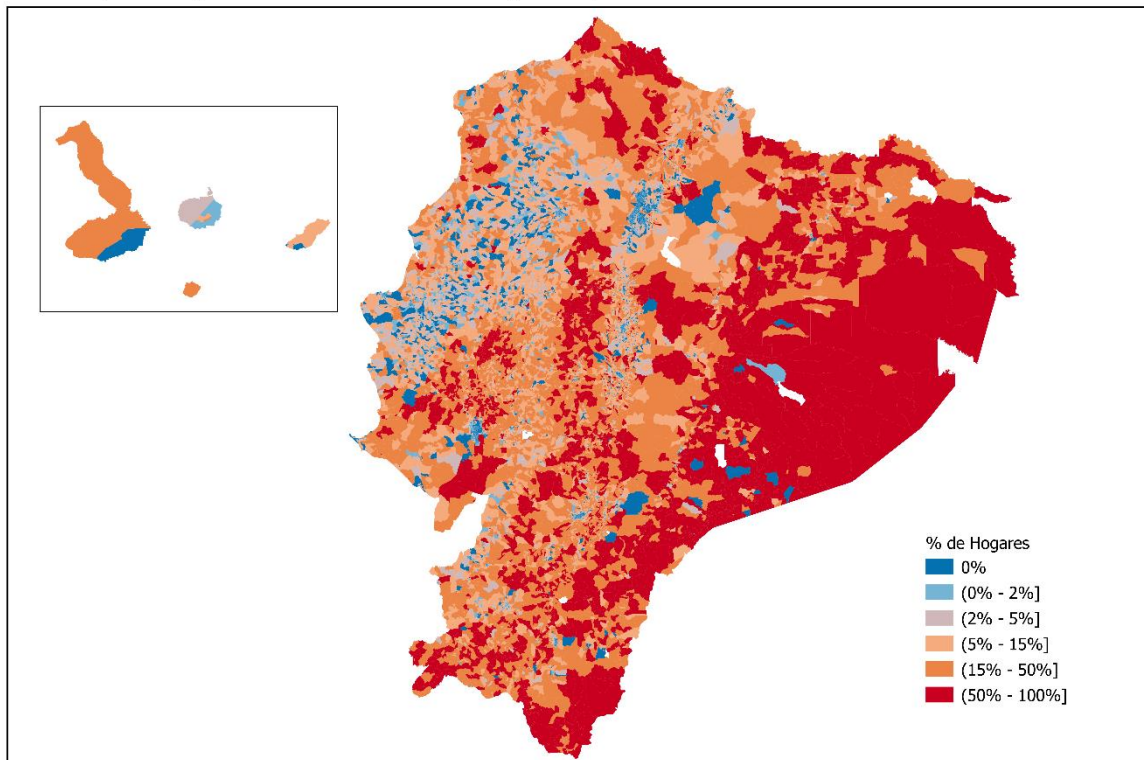 % de Hogares
0%
(0% - 2%]
(2% - 5%]
(5% - 15%]
(15% - 50%]
(50% - 100%]